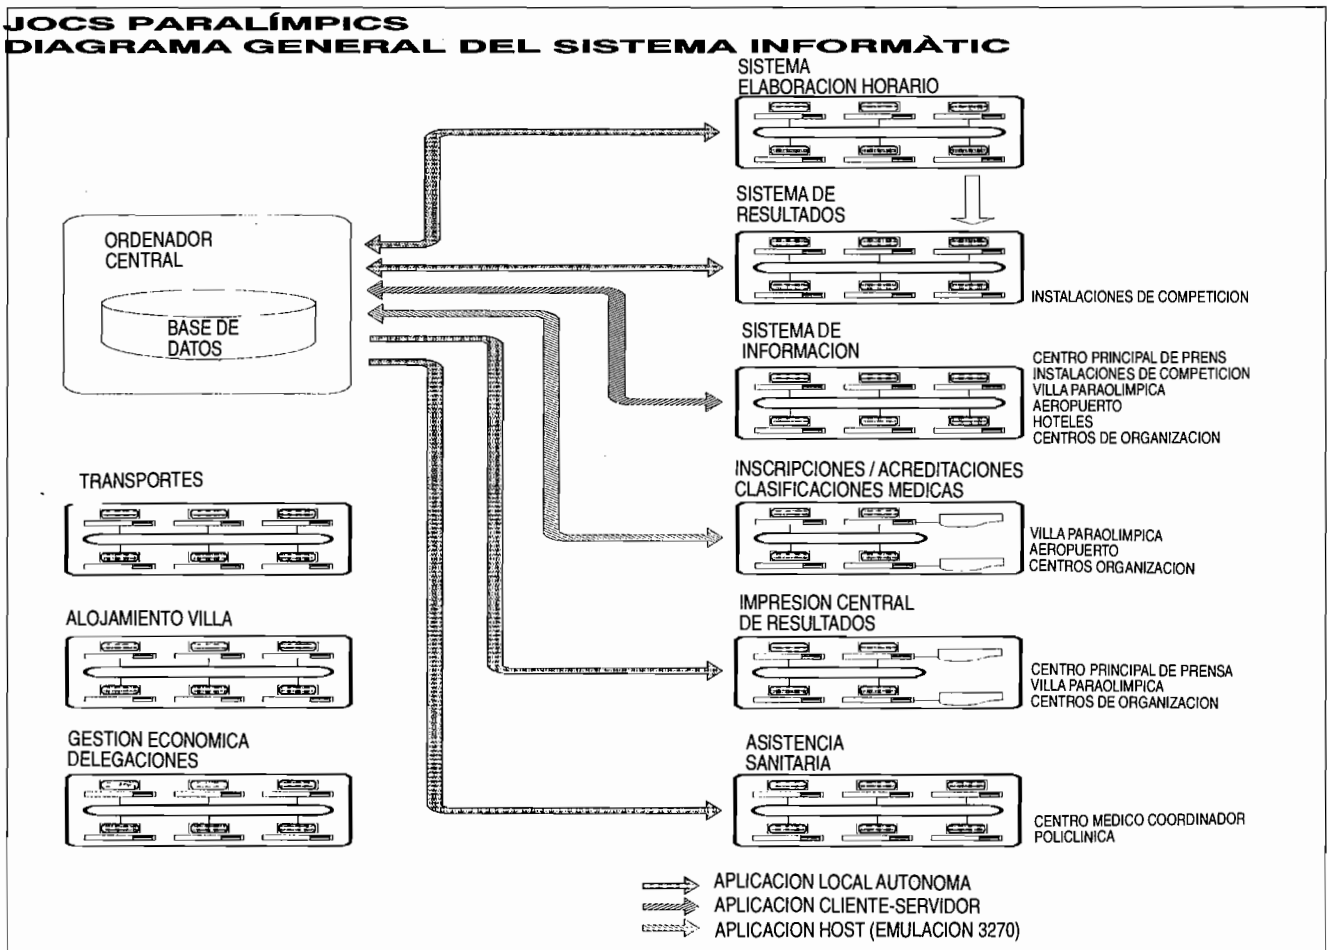 JOCS PARALÍMPICS
DIAGRAMA GENERAL DEL SISTEMA INFORMÀTIC
SISTEMA
ELABORACION HORARIO
SISTEMA DE
RESULTADOS
INSTALACIONES DE COMPETICION
ORDENADOR
CENTRAL
BASE DE
DATOS
SISTEMA DE
INFORMACION
CENTRO PRINCIPAL DE PRENS
INSTALACIONES DE COMPETICION
VILLA PARAOLIMPICA
AEROPUERTO
HOTELES
CENTROS DE ORGANIZACION
TRANSPORTES
INSCRIPCIONES / ACREDITACIONES
CLASIFICACIONES MEDICAS
VILLA PARAOLIMPICA
AEROPUERTO
CENTROS ORGANIZACION
ALOJAMIENTO VILLA
IMPRESION CENTRAL
DE RESULTADOS
CENTRO PRINCIPAL DE PRENSA
VILLA PARAOLIMPICA
CENTROS DE ORGANIZACION
GESTION ECONOMICA
DELEGACIONES
ASISTENCIA
SANITARIA
CENTRO MEDICO COORDINADOR
POLICLINICA
APLICACION LOCAL AUTONOMA
APLICACION CLIENTE-SERVIDOR
APLICACION HOST (EMULACION 3270)